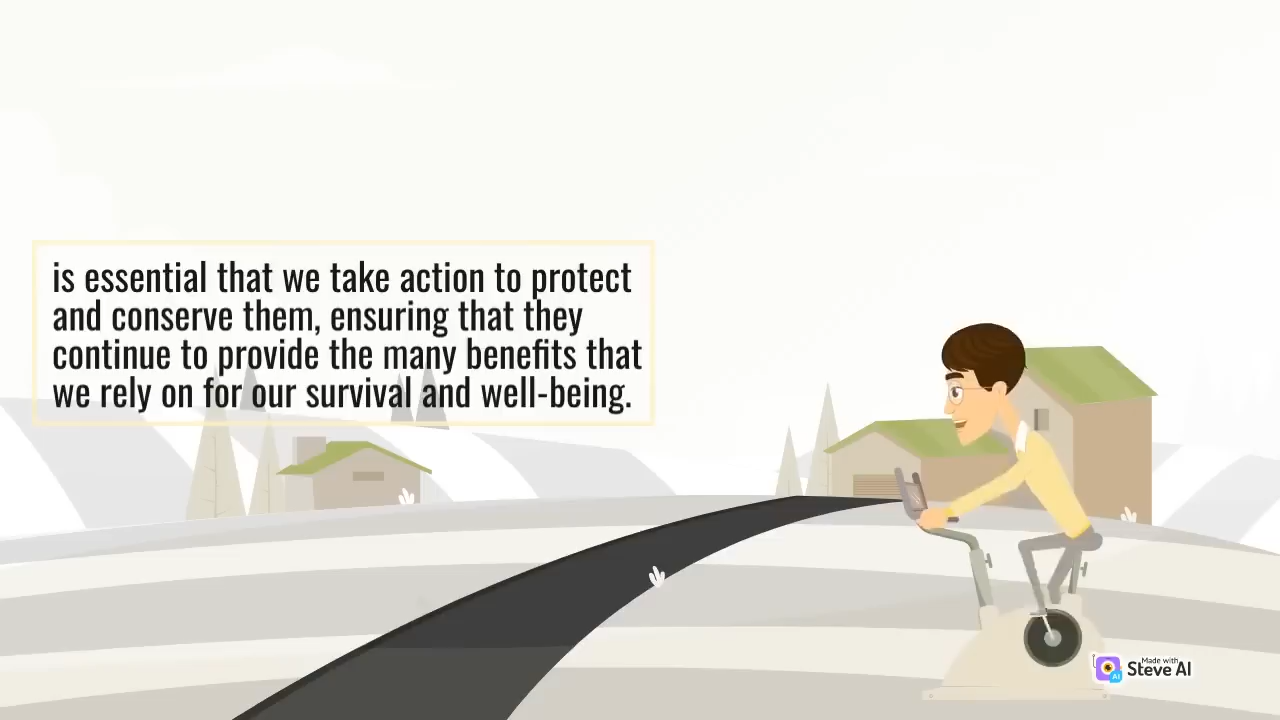 is essential that we take action to protect
and conserve them, ensuring that they
continue to provide the many benefits that
we rely on for our survival and well-being.
Made with
Steve AI
AI